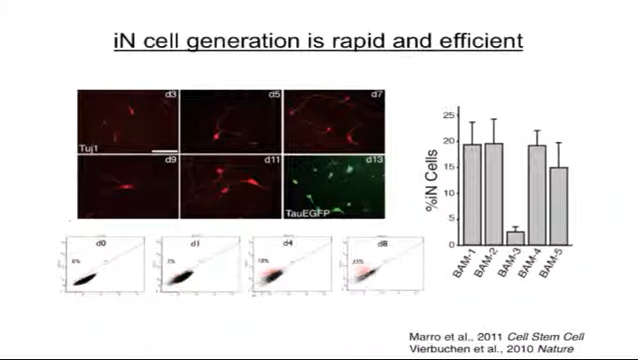 iN cell generation is rapid and efficient
d3
d5
d7
Tuj1
d9
d11
d13
TauEGFP
d0
d1
d4
d8
%iN Cells
25
20
15
10
5
0
BAM-1
BAM-2
BAM-3
BAM-4
BAM-5
Marro et al., 2011 Cell Stem Cell
Vierbuchen et al., 2010 Nature